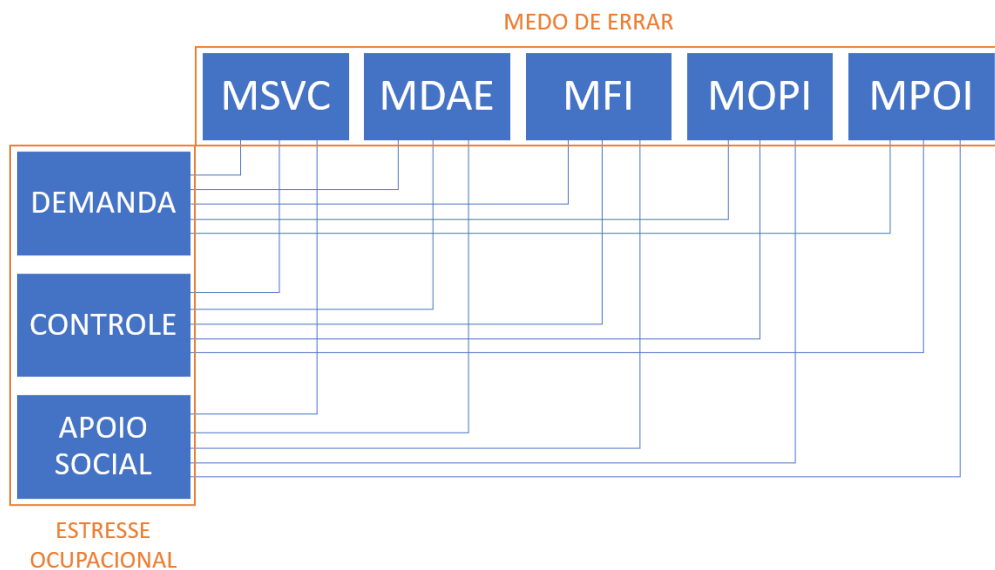 MEDO DE ERRAR
MSVC
MDAE
MFI
MOPI
MPOI
DEMANDA
CONTROLE
APOIO
SOCIAL
ESTRESSE
OCUPACIONAL